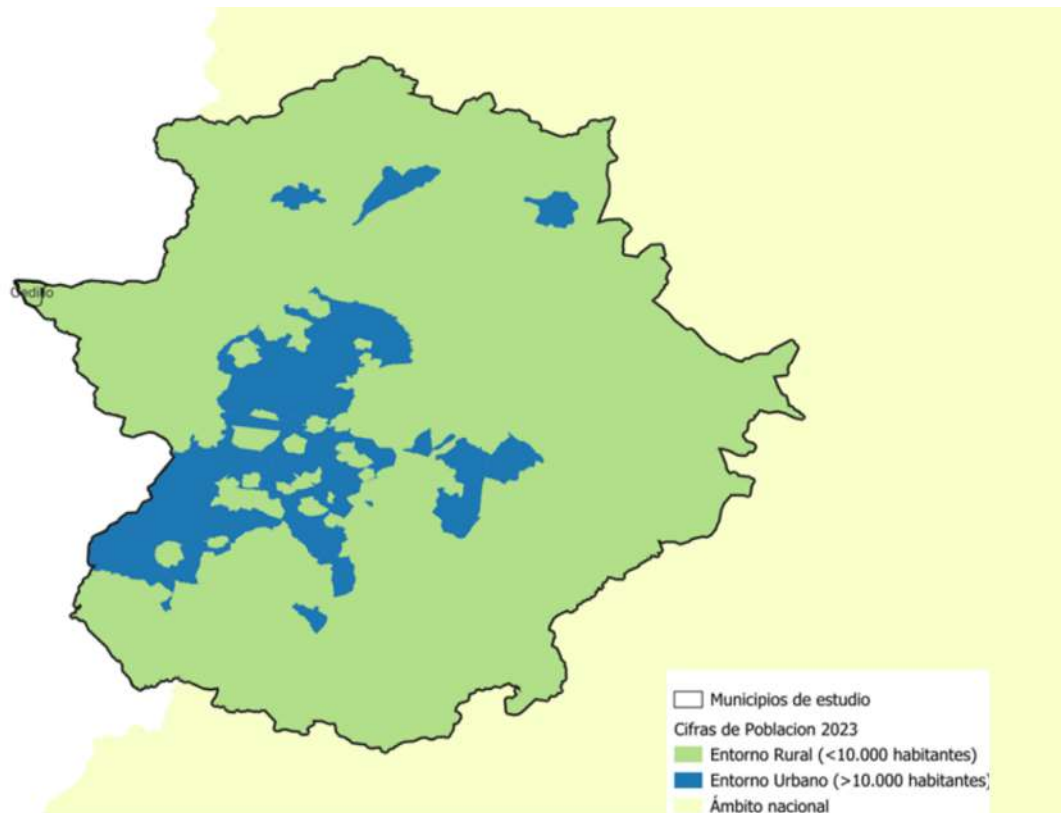 Cedillo
Municipios de estudio
Cifras de Poblacion 2023
Entorno Rural (<10.000 habitantes)
Entorno Urbano (>10.000 habitantes)
Ámbito nacional